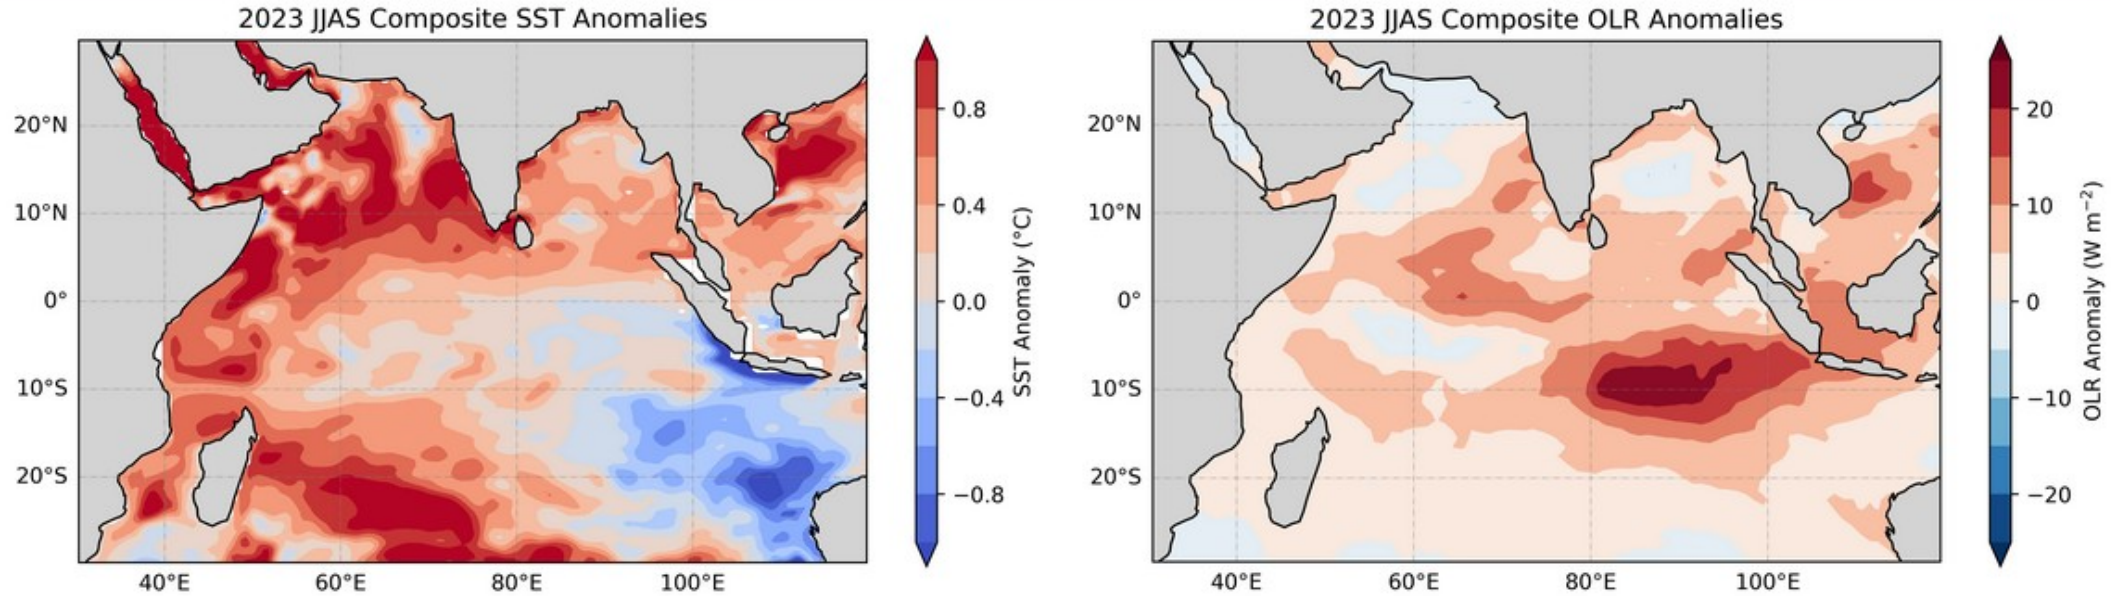 2023 JJAS Composite SST Anomalies
20°N
10°N
0°
10°S
20°S
40°E 60°E 80°E 100°E
0.8
0.4
0.0
−0.4
−0.8
SST Anomaly (°C)
2023 JJAS Composite OLR Anomalies
20°N
10°N
0°
10°S
20°S
40°E 60°E 80°E 100°E
20
10
0
−10
−20
OLR Anomaly (W m⁻²)